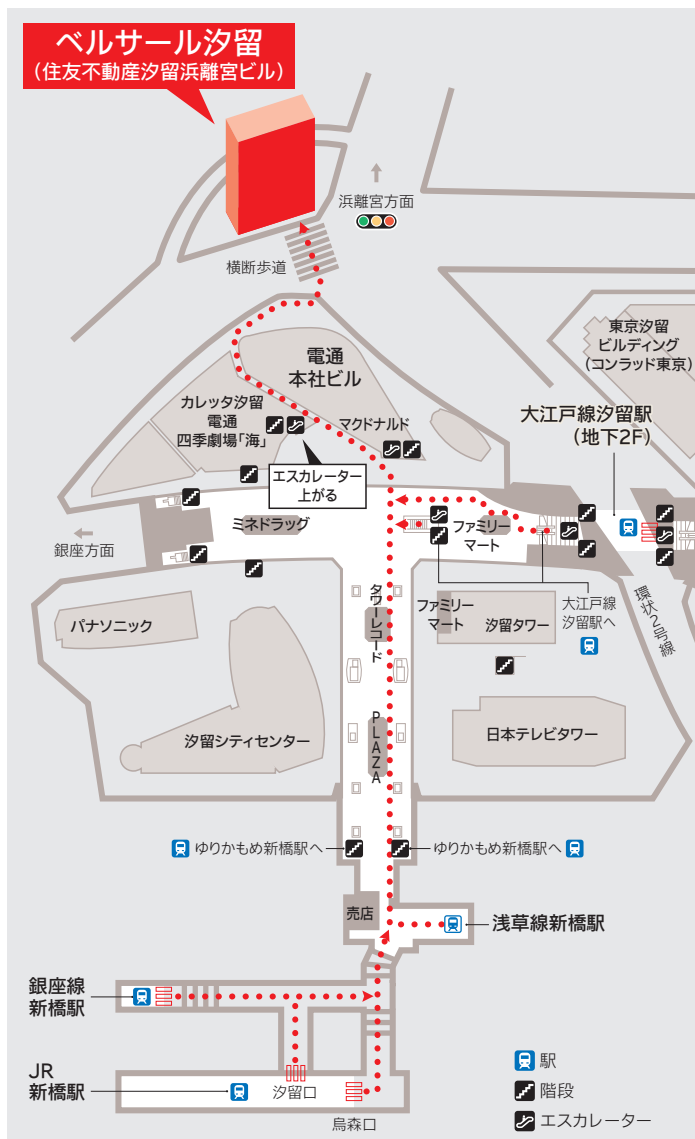 ベルサール汐留
(住友不動産汐留浜離宮ビル)
浜離宮方面
横断歩道
東京汐留
ビルディング
(コンラッド東京)
電通
本社ビル
カレッタ汐留
電通
四季劇場「海」
マクドナルド
大江戸線汐留駅
(地下2F)
エスカレーター
上がる
ミネドラッグ
ファミリー
マート
銀座方面
タワーレコード
ファミリー
マート
汐留タワー
大江戸線
汐留駅へ
環状2号線
パナソニック
汐留シティセンター
PLAZA
日本テレビタワー
ゆりかもめ新橋駅へ
ゆりかもめ新橋駅へ
売店
浅草線新橋駅
銀座線
新橋駅
JR
新橋駅
汐留口
烏森口
駅
階段
エスカレーター